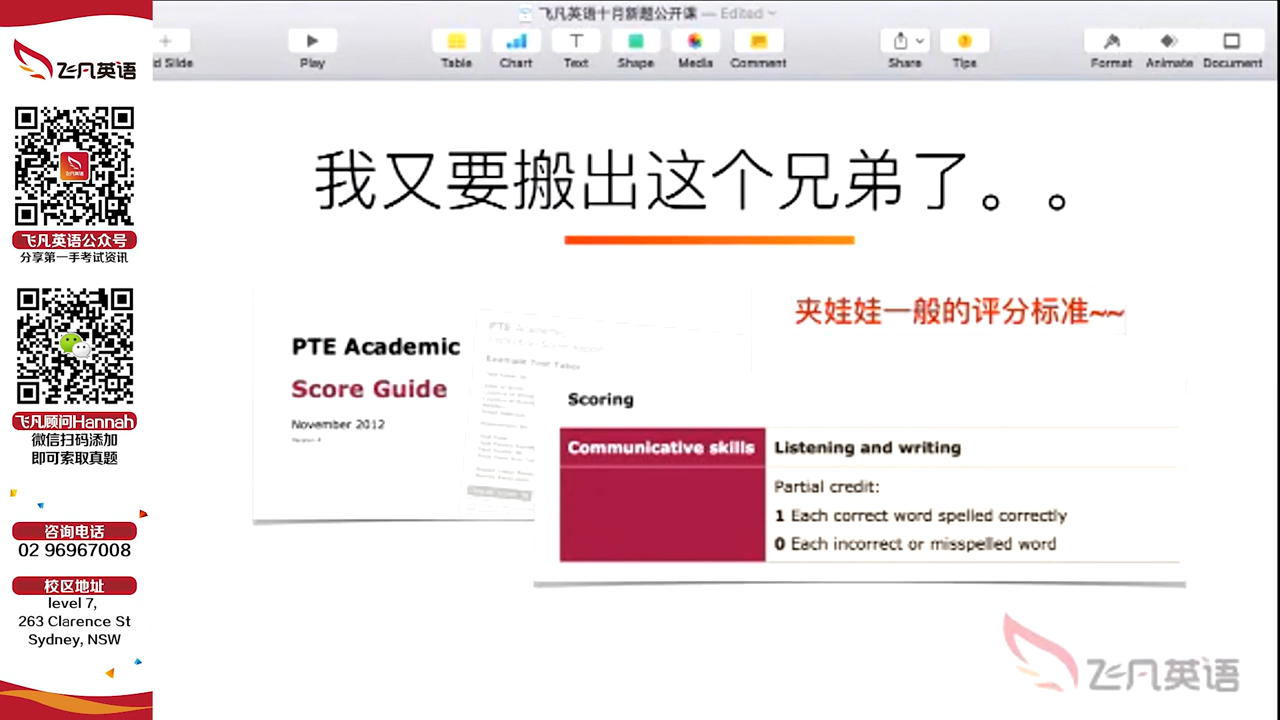 飞凡英语
飞凡英语公众号
分享第一手考试资讯
飞凡顾问Hannah
微信扫码添加
即可索取真题
咨询电话
02 96967008
校区地址
level 7,
263 Clarence St
Sydney, NSW
飞凡英语十月新题公开课 — Edited
d Slide
Play
Table
Chart
Text
Shape
Media
Comment
Share
Tips
Format
Animate
Document
我又要搬出这个兄弟了。。
夹娃娃一般的评分标准~~
PTE Academic
Score Guide
November 2012
PTE Academic
Example Test Taker
Scoring
Communicative skills
Listening and writing
Partial credit:
1 Each correct word spelled correctly
0 Each incorrect or misspelled word
飞凡英语